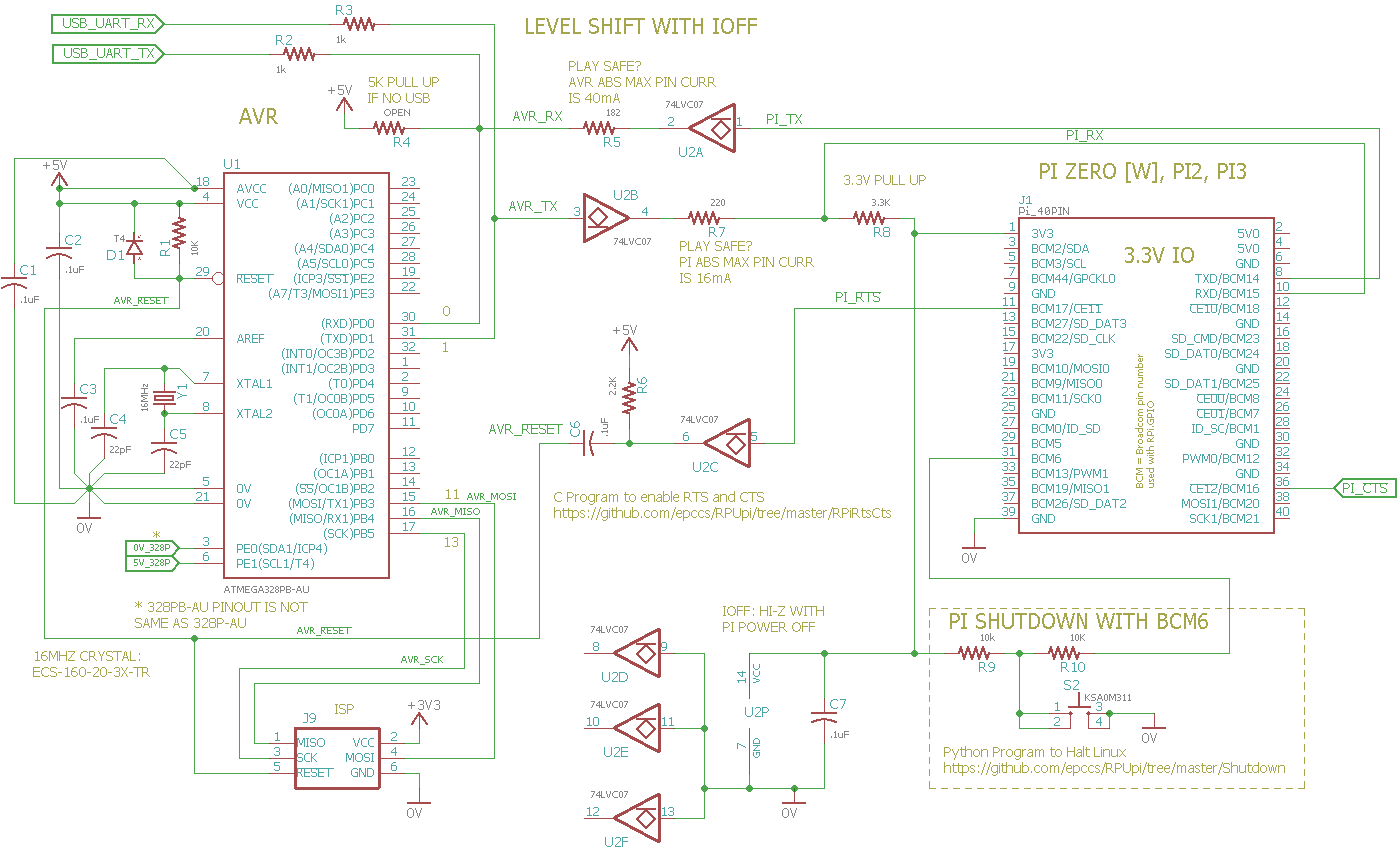 USB_UART_RX
R3
1k
LEVEL SHIFT WITH IOFF
USB_UART_TX
R2
1k
PLAY SAFE?
AVR ABS MAX PIN CURR
IS 40mA
5K PULL UP
IF NO USB
+5V
OPEN
R4
AVR
AVR_RX
182
R5
74LVC07
2
1
U2A
PI_TX
PI_RX
+5V
U1
18 AVCC
4 VCC
29 RESET
20 AREF
7 XTAL1
8 XTAL2
5 0V
21 0V
3 PE0(SDA1/ICP4)
6 PE1(SCL1/T4)
(A0/MISO1)PC0 23
(A1/SCK1)PC1 24
(A2)PC2 25
(A3)PC3 26
(A4/SDA0)PC4 27
(A5/SCL0)PC5 28
(ICP3/SS1)PE2 19
(A7/T3/MOSI1)PE3 22
(RXD)PD0 30
0
(TXD)PD1 31
1
(INT0/OC3B)PD2 32
(INT1/OC2B)PD3 1
(T0)PD4 2
(T1/OC0B)PD5 9
(OC0A)PD6 10
PD7 11
(ICP1)PB0 12
(OC1A)PB1 13
(SS/OC1B)PB2 14
(MOSI/TX1)PB3 15
11 AVR_MOSI
(MISO/RX1)PB4 16
AVR_MISO
(SCK)PB5 17
13
ATMEGA328PB-AU
C1
.1uF
C2
.1uF
T4
D1
R1
10K
AVR_RESET
C3
.1uF
C4
22pF
16MHz
Y1
C5
22pF
0V
*
0V_328P
5V_328P
* 328PB-AU PINOUT IS NOT
SAME AS 328P-AU
16MHZ CRYSTAL:
ECS-160-20-3X-TR
AVR_RESET
AVR_SCK
ISP
J9
+3V3
1 MISO VCC 2
3 SCK MOSI 4
5 RESET GND 6
0V
AVR_TX
3
U2B
4
74LVC07
220
R7
PLAY SAFE?
PI ABS MAX PIN CURR
IS 16mA
3.3V PULL UP
3.3K
R8
PI_RTS
+5V
2.2K
R6
AVR_RESET
C6
.1uF
74LVC07
6
5
U2C
C Program to enable RTS and CTS
https://github.com/epccs/RPUpi/tree/master/RPiRtsCts
PI ZERO [W], PI2, PI3
J1
Pi_40PIN
3.3V IO
1 3V3 5V0 2
3 BCM2/SDA 5V0 4
5 BCM3/SCL GND 6
7 BCM44/GPCKL0 TXD/BCM14 8
9 GND RXD/BCM15 10
11 BCM17/CE11 CE10/BCM18 12
13 BCM27/SD_DAT3 GND 14
15 BCM22/SD_CLK SD_CMD/BCM23 16
17 3V3 SD_DAT0/BCM24 18
19 BCM10/MOSI0 GND 20
21 BCM9/MISO0 SD_DAT1/BCM25 22
23 BCM11/SCK0 CE00/BCM8 24
25 GND CE01/BCM7 26
27 BCM0/ID_SD ID_SC/BCM1 28
29 BCM5 GND 30
31 BCM6 PWM0/BCM12 32
33 BCM13/PWM1 GND 34
35 BCM19/MISO1 CE12/BCM16 36
37 BCM26/SD_DAT2 MOSI1/BCM20 38
39 GND SCK1/BCM21 40
BCM = Broadcom pin number
used with RPi.GPIO
PI_CTS
0V
IOFF: HI-Z WITH
PI POWER OFF
74LVC07
8
9
U2D
74LVC07
10
11
U2E
74LVC07
12
13
U2F
14
VCC
U2P
7
GND
C7
.1uF
0V
PI SHUTDOWN WITH BCM6
10k
R9
10K
R10
S2
KSA0M311
1
2
3
4
0V
Python Program to Halt Linux
https://github.com/epccs/RPUpi/tree/master/Shutdown